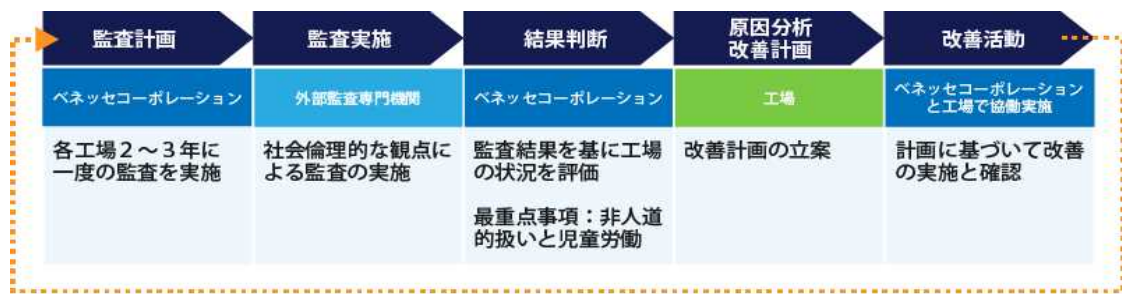 監査計画
監査実施
結果判断
原因分析
改善計画
改善活動
ベネッセコーポレーション
外部監査専門機関
ベネッセコーポレーション
工場
ベネッセコーポレーション
と工場で協働実施
各工場２～３年に
一度の監査を実施
社会倫理的な観点に
よる監査の実施
監査結果を基に工場
の状況を評価
最重点事項：非人道
的扱いと児童労働
改善計画の立案
計画に基づいて改善
の実施と確認